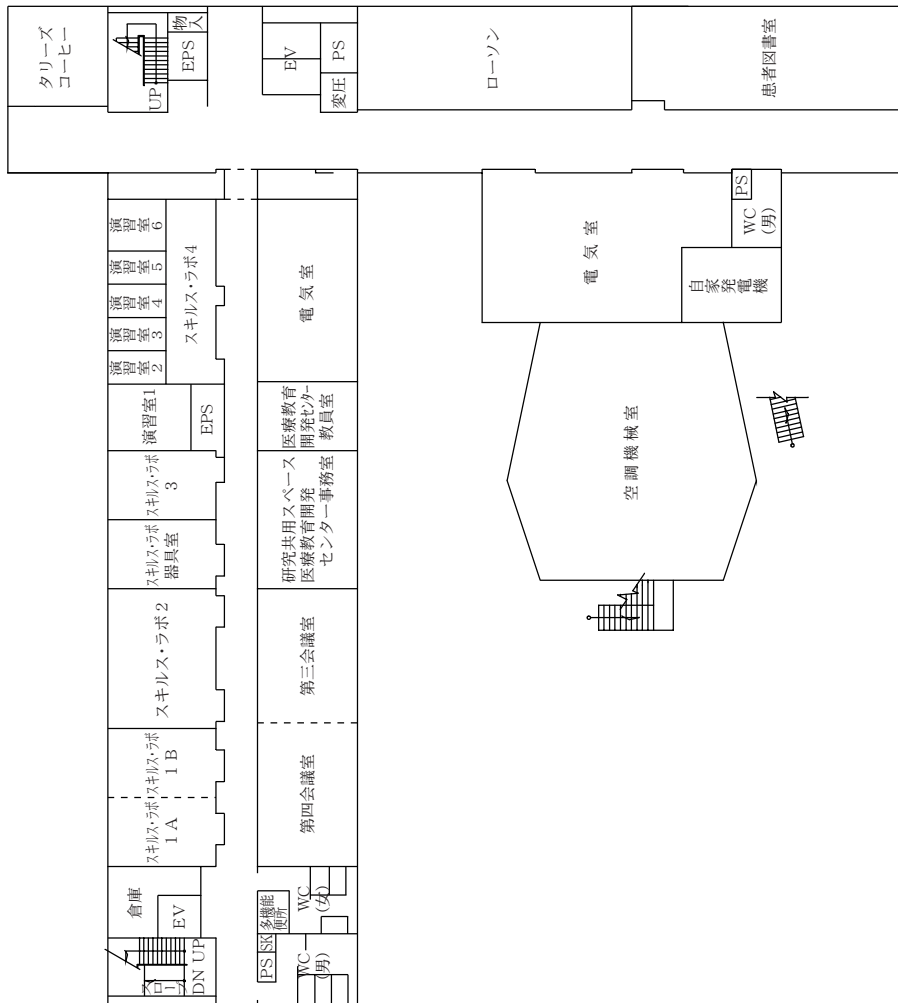 タリーズ
コーヒー
UP
物入
EPS
EV
PS
変圧
ローソン
患者図書室
演習室6
演習室5
演習室4
演習室3
演習室2
スキルス・ラボ4
演習室1
EPS
スキルス・ラボ
3
スキルス・ラボ
器具室
スキルス・ラボ2
スキルス・ラボ
1B
スキルス・ラボ
1A
倉庫
EV
スロープ
DN UP
電気室
医療教育
開発センター
教員室
研究共用スペース
医療教育開発
センター事務室
第三会議室
第四会議室
多機能
便所
WC
(女)
PS
SK
WC
(男)
電気室
PS
WC
(男)
自家発電機
空調機械室